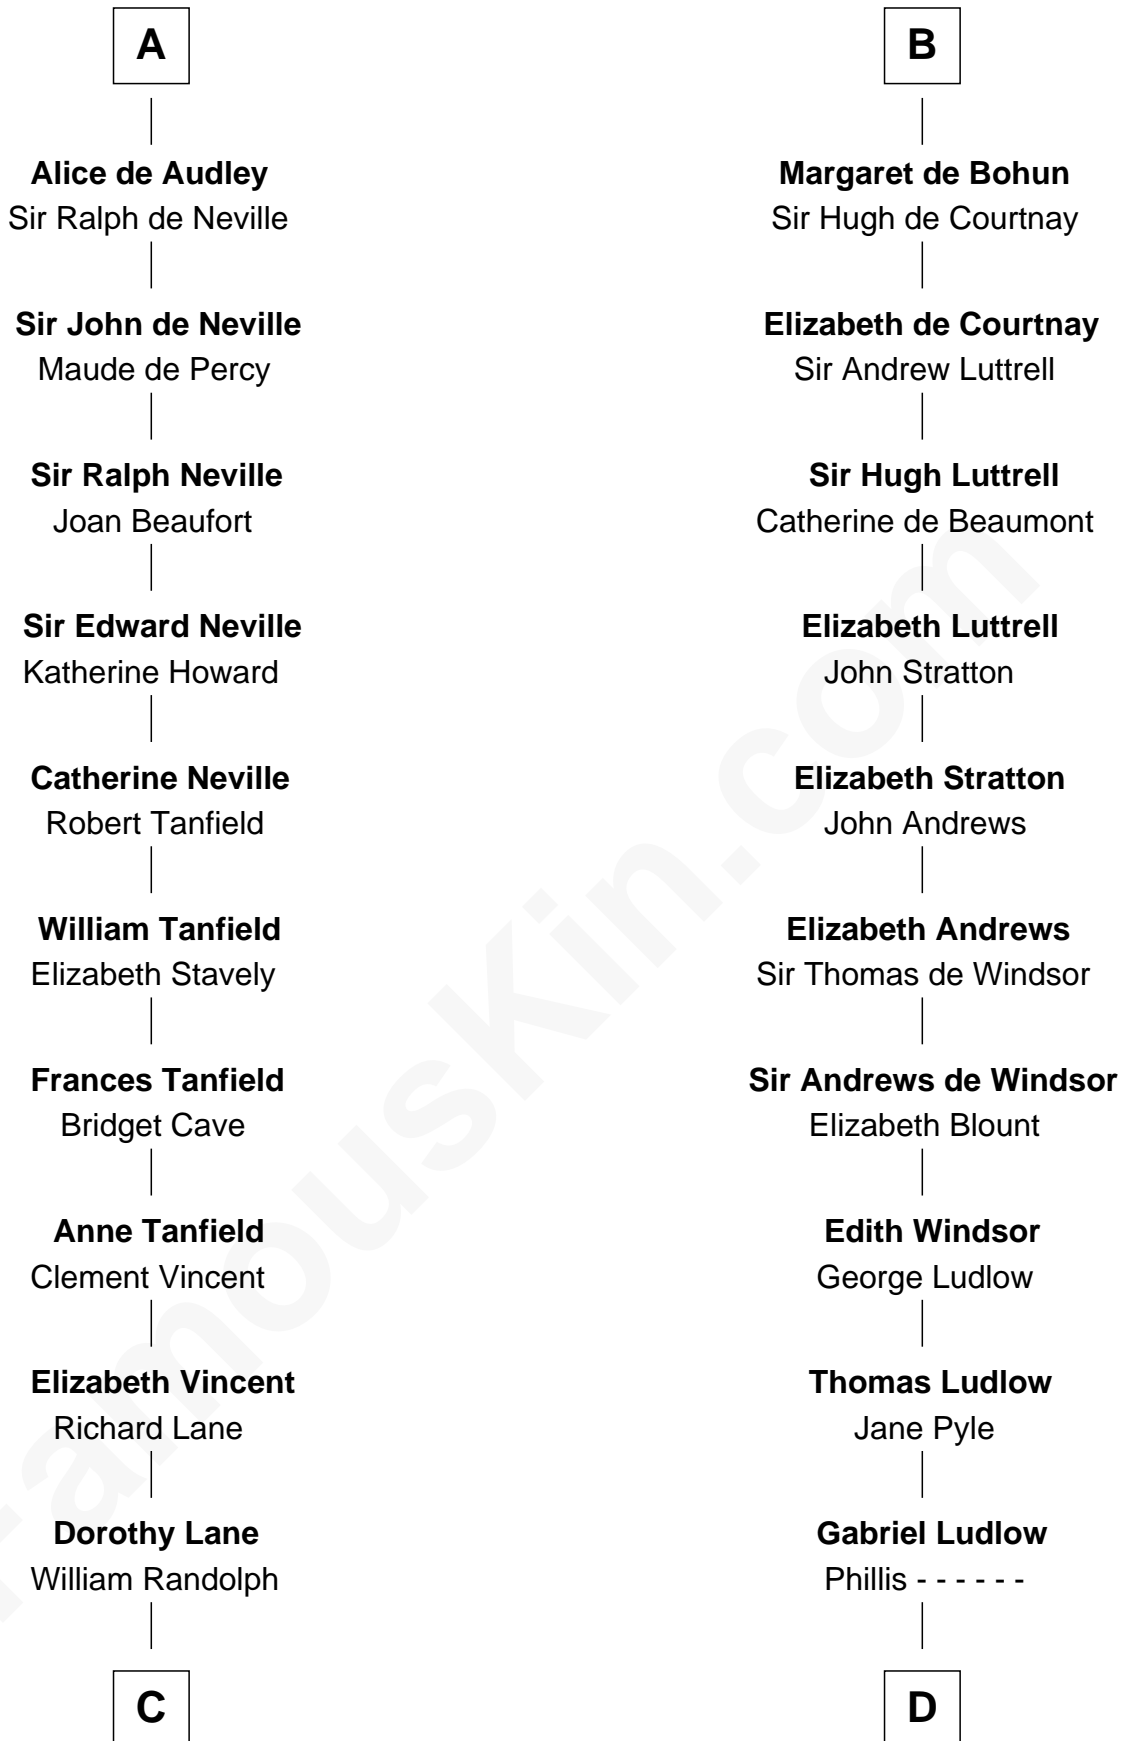 A
Alice de Audley
Sir Ralph de Neville
Sir John de Neville
Maude de Percy
Sir Ralph Neville
Joan Beaufort
Sir Edward Neville
Katherine Howard
Catherine Neville
Robert Tanfield
William Tanfield
Elizabeth Stavely
Frances Tanfield
Bridget Cave
Anne Tanfield
Clement Vincent
Elizabeth Vincent
Richard Lane
Dorothy Lane
William Randolph
C
B
Margaret de Bohun
Sir Hugh de Courtnay
Elizabeth de Courtnay
Sir Andrew Luttrell
Sir Hugh Luttrell
Catherine de Beaumont
Elizabeth Luttrell
John Stratton
Elizabeth Stratton
John Andrews
Elizabeth Andrews
Sir Thomas de Windsor
Sir Andrews de Windsor
Elizabeth Blount
Edith Windsor
George Ludlow
Thomas Ludlow
Jane Pyle
Gabriel Ludlow
Phillis - - - - - -
D
FamousKin.com